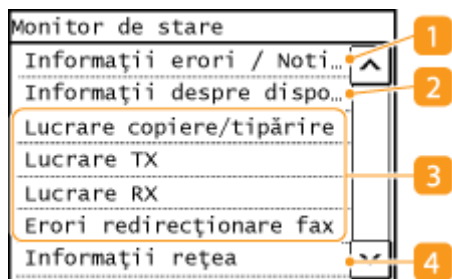 Monitor de stare
Informaţii erori / Noti…
Informaţii despre dispo…
Lucrare copiere/tipărire
Lucrare TX
Lucrare RX
Erori redirecţionare fax
Informaţii reţea
1
2
3
4